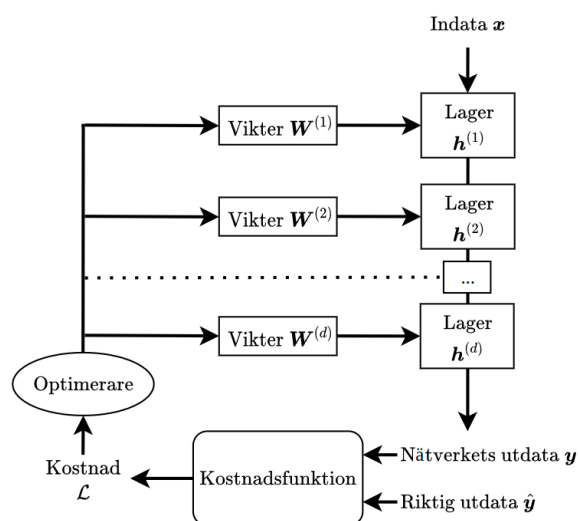 Indata 𝒙
Vikter 𝑾⁽¹⁾
Lager
𝒉⁽¹⁾
Vikter 𝑾⁽²⁾
Lager
𝒉⁽²⁾
...
Vikter 𝑾⁽ᵈ⁾
Lager
𝒉⁽ᵈ⁾
Optimerare
Kostnad
ℒ
Kostnadsfunktion
Nätverkets utdata 𝒚
Riktig utdata 𝒚̂